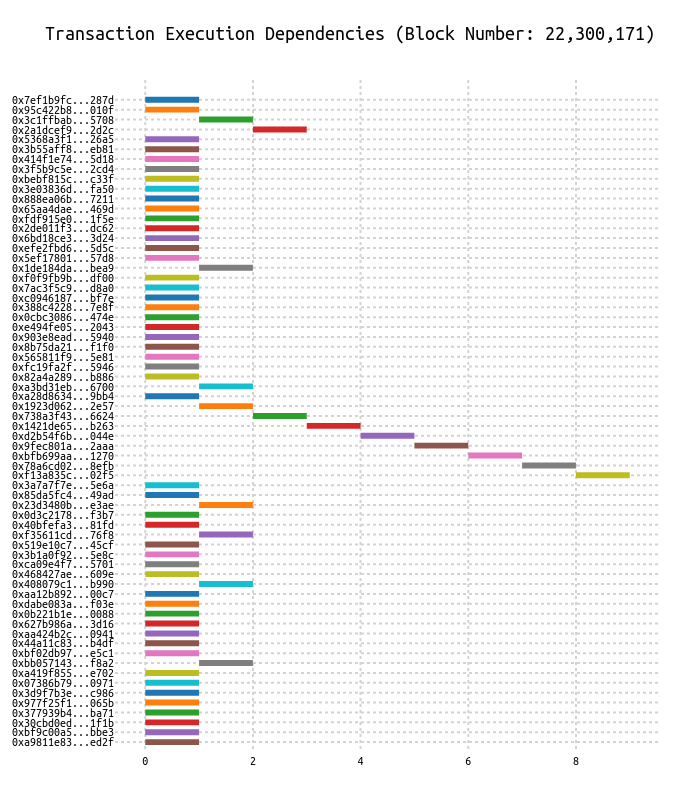 Transaction Execution Dependencies (Block Number: 22,300,171)
0x7ef1b9fc...287d
0x95c422b8...010f
0x3c1ffbab...5708
0x2a1dcef9...2d2c
0x5368a3f1...26a5
0x3b55aff8...eb81
0x414f1e74...5d18
0x3f5b9c5e...2cd4
0xbebf815c...c33f
0x3e03836d...fa50
0x888ea06b...7211
0x65aa4dae...469d
0xfdf915e0...1f5e
0x2de011f3...dc62
0x6bd18ce3...3d24
0xefe2fbd6...5d5c
0x5ef17801...57d8
0x1de184da...bea9
0xf0f9fb9b...df00
0x7ac3f5c9...d8a0
0xc0946187...bf7e
0x388c4228...7e8f
0x0cbc3086...474e
0xe494fe05...2043
0x903e8ead...5940
0x8b75da21...f1f0
0x565811f9...5e81
0xfc19fa2f...5946
0x82a4a289...b886
0xa3bd31eb...6700
0xa28d8634...9bb4
0x1923d062...2e57
0x738a3f43...6624
0x1421de65...b263
0xd2b54f6b...044e
0x9fec801a...2aaa
0xbfb699aa...1270
0x78a6cd02...8efb
0xf13a835c...02f5
0x3a7a7f7e...5e6a
0x85da5fc4...49ad
0x23d3480b...e3ae
0x0d3c2178...f3b7
0x40bfefa3...81fd
0xf35611cd...76f8
0x519e10c7...45cf
0x3b1a0f92...5e8c
0xca09e4f7...5701
0x468427ae...609e
0x408079c1...b990
0xaa12b892...00c7
0xdabe083a...f03e
0x0b221b1e...0088
0x627b986a...3d16
0xaa424b2c...0941
0x44a11c83...b4df
0xbf02db97...e5c1
0xbb057143...f8a2
0xa419f855...e702
0x07386b79...0971
0x3d9f7b3e...c986
0x977f25f1...065b
0x377939b4...ba71
0x30cbd0ed...1f1b
0xbf9c00a5...bbe3
0xa9811e83...ed2f
0 2 4 6 8